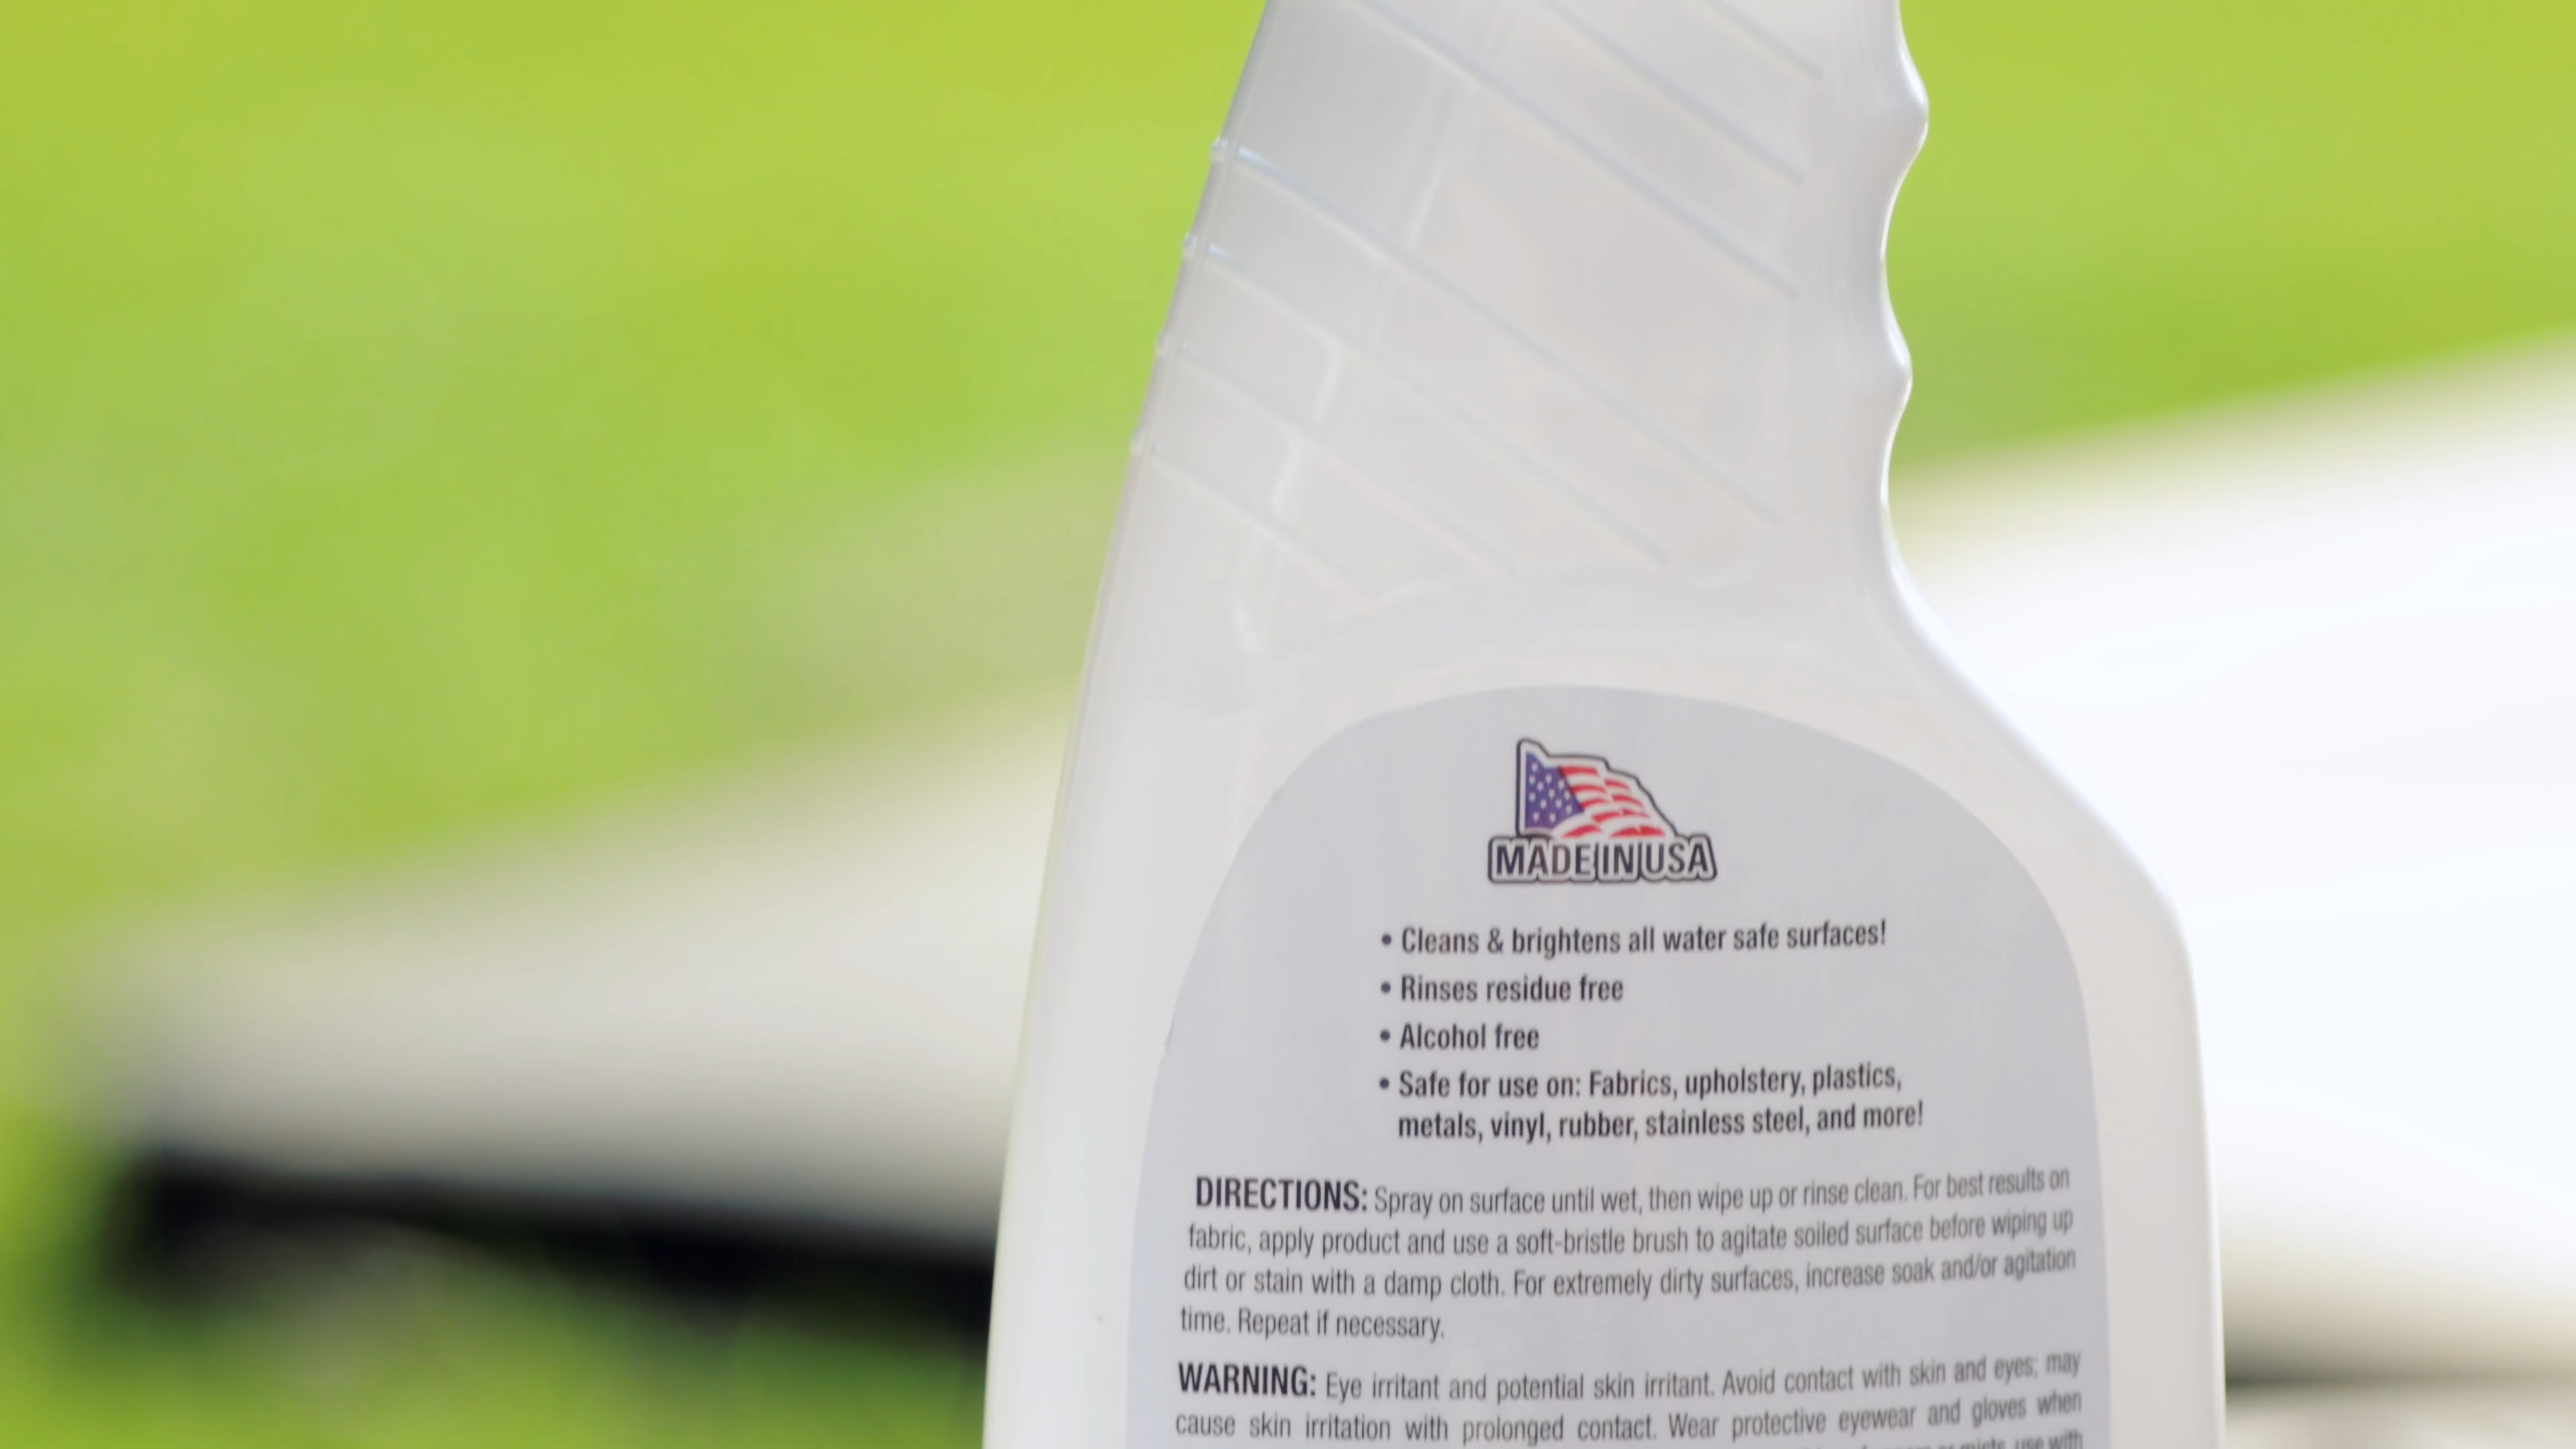 MADE IN USA
• Cleans & brightens all water safe surfaces!
• Rinses residue free
• Alcohol free
• Safe for use on: Fabrics, upholstery, plastics,
metals, vinyl, rubber, stainless steel, and more!
DIRECTIONS: Spray on surface until wet, then wipe up or rinse clean. For best results on
fabric, apply product and use a soft-bristle brush to agitate soiled surface before wiping up
dirt or stain with a damp cloth. For extremely dirty surfaces, increase soak and/or agitation
time. Repeat if necessary.
WARNING: Eye irritant and potential skin irritant. Avoid contact with skin and eyes; may
cause skin irritation with prolonged contact. Wear protective eyewear and gloves when
use with